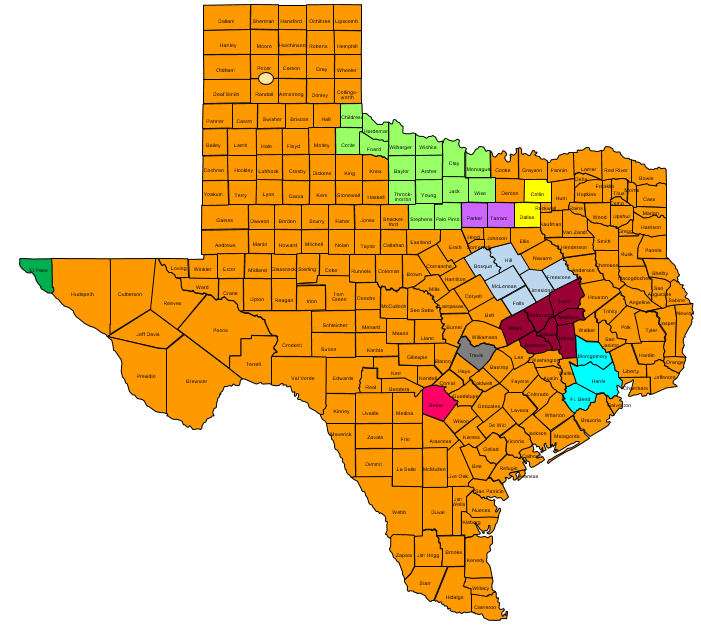 Dallam Sherman Hansford Ochiltree Lipscomb
Hartley Moore Hutchinson Roberts Hemphill
Oldham Potter Carson Gray Wheeler
Deaf Smith Randall Armstrong Donley Collings-
worth
Parmer Castro Swisher Briscoe Hall Childress
Hardeman
Bailey Lamb Hale Floyd Motley Cottle Foard Wilbarger Wichita
Clay Montague Cooke Grayson Fannin Lamar Red River
Cochran Hockley Lubbock Crosby Dickens King Knox Baylor Archer
Bowie
Yoakum Terry Lynn Garza Kent Stonewall Haskell Throck-
morton Young Jack Wise Denton Collin Hunt Hopkins Franklin Morris Cass
Rockwall
Gaines Dawson Borden Scurry Fisher Jones Shackel-
ford Stephens Palo Pinto Parker Tarrant Dallas Kaufman Van Zandt Wood Upshur Marion
Andrews Martin Howard Mitchell Nolan Taylor Callahan Eastland Erath Hood Johnson Ellis Henderson Smith Gregg Harrison
El Paso Hudspeth Culberson Reeves Loving Winkler Ector Midland Glasscock Sterling Coke Runnels Coleman Brown Comanche Hamilton Bosque Hill Navarro Rusk Panola
Ward Crane Upton Reagan Irion Tom
Green Concho McCulloch San Saba Mills Lampasas Coryell McLennan Limestone Freestone Leon Anderson Cherokee Houston Shelby
San
Augustine Sabine
Jeff Davis Pecos Schleicher Menard Mason Llano Burnet Bell Falls Angelina Trinity
Crockett Sutton Kimble Gillespie Williamson Walker Polk Tyler Jasper
Presidio Brewster Terrell Val Verde Edwards Real Kerr Kendall Blanco Travis Hays Bastrop Lee Washington Montgomery San
Jacinto Hardin Liberty Orange Jefferson Chambers
Bandera Comal Caldwell Fayette Austin Harris
Kinney Uvalde Medina Bexar Guadalupe Gonzales Colorado Ft. Bend Galveston
Wilson Lavaca Wharton Brazoria
Maverick Zavala Frio Atascosa Karnes De Witt Jackson Matagorda
Victoria Goliad
Dimmit La Salle McMullen Live Oak Bee Refugio Calhoun Aransas
Webb Duval Jim
Wells San Patricio Nueces Kleberg
Zapata Jim Hogg Brooks Kenedy
Starr Hidalgo Willacy
Cameron